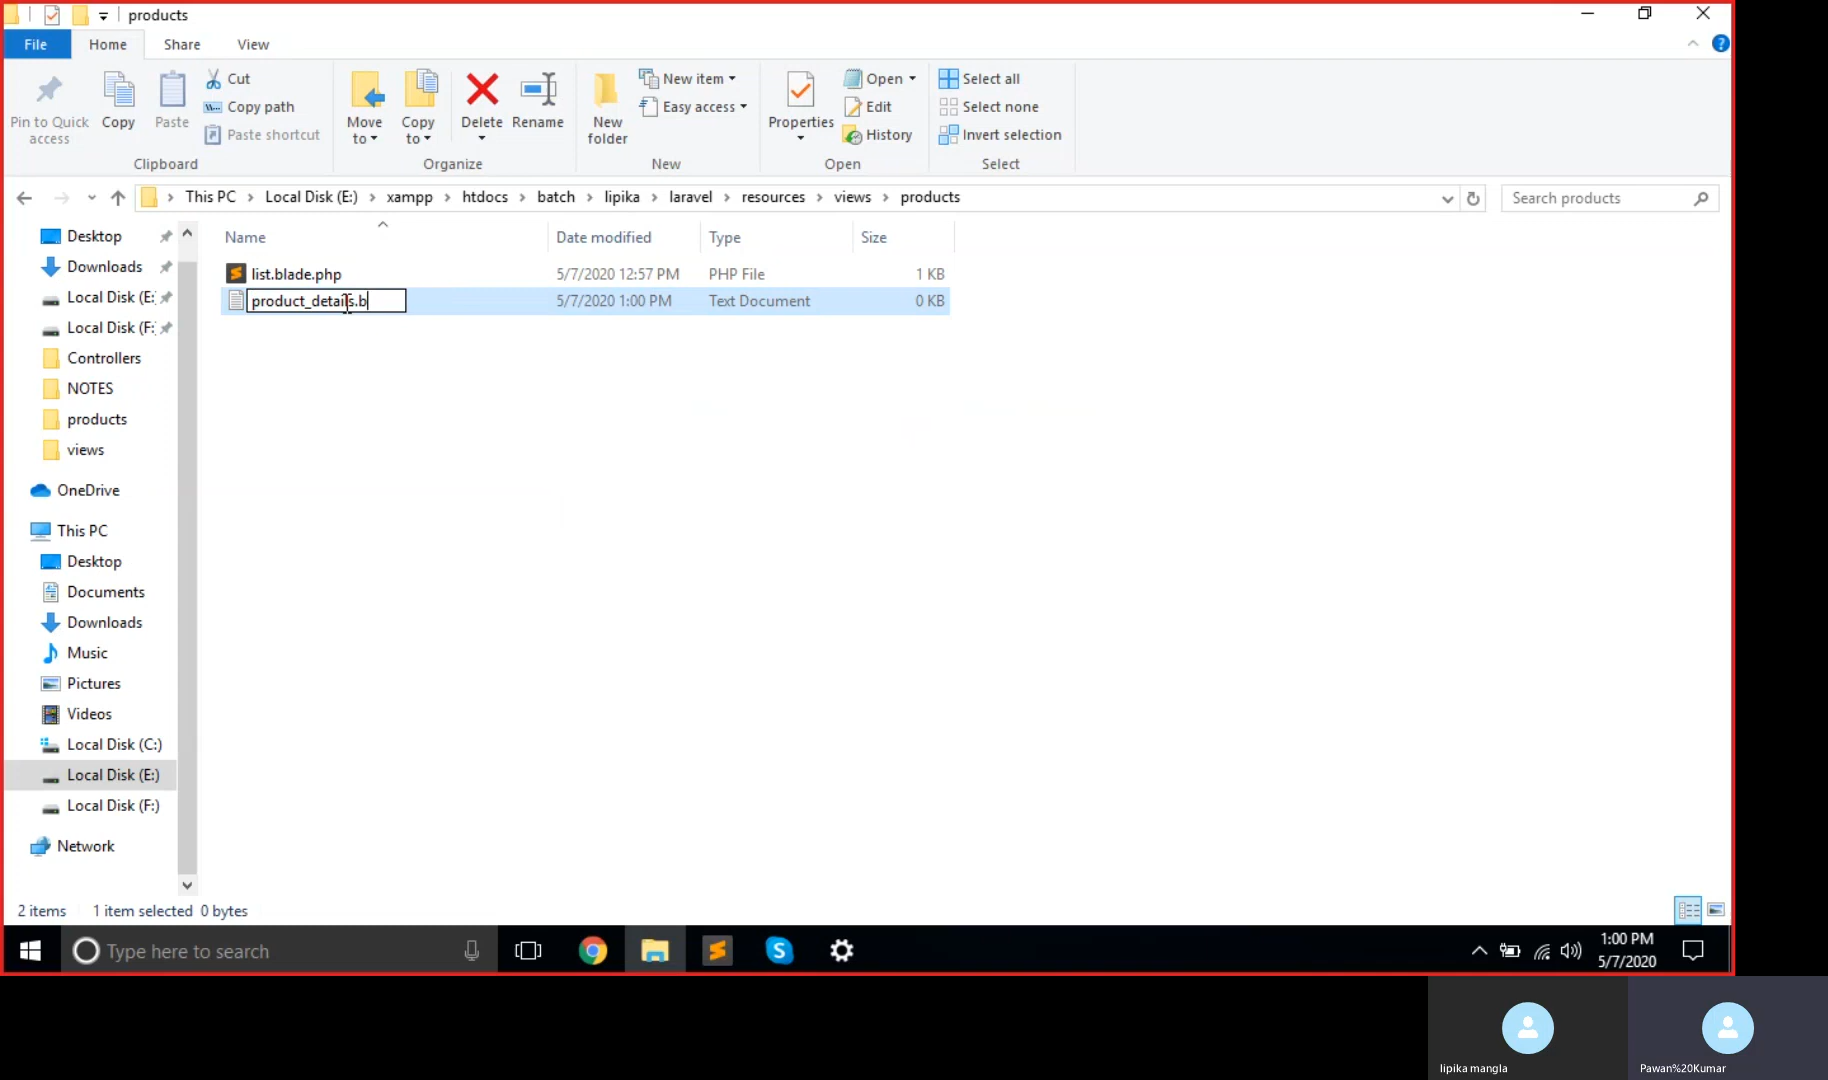 products
File Home Share View
Pin to Quick access
Copy
Paste
Cut
Copy path
Paste shortcut
Clipboard
Move to
Copy to
Delete
Rename
Organize
New folder
New item
Easy access
New
Properties
Open
Edit
History
Open
Select all
Select none
Invert selection
Select
This PC > Local Disk (E:) > xampp > htdocs > batch > lipika > laravel > resources > views > products
Search products
Desktop
Downloads
Local Disk (E:
Local Disk (F:
Controllers
NOTES
products
views
OneDrive
This PC
Desktop
Documents
Downloads
Music
Pictures
Videos
Local Disk (C:)
Local Disk (E:)
Local Disk (F:)
Network
Name Date modified Type Size
list.blade.php 5/7/2020 12:57 PM PHP File 1 KB
product_details.b 5/7/2020 1:00 PM Text Document 0 KB
2 items 1 item selected 0 bytes
Type here to search
1:00 PM
5/7/2020
lipika mangla
Pawan%20Kumar